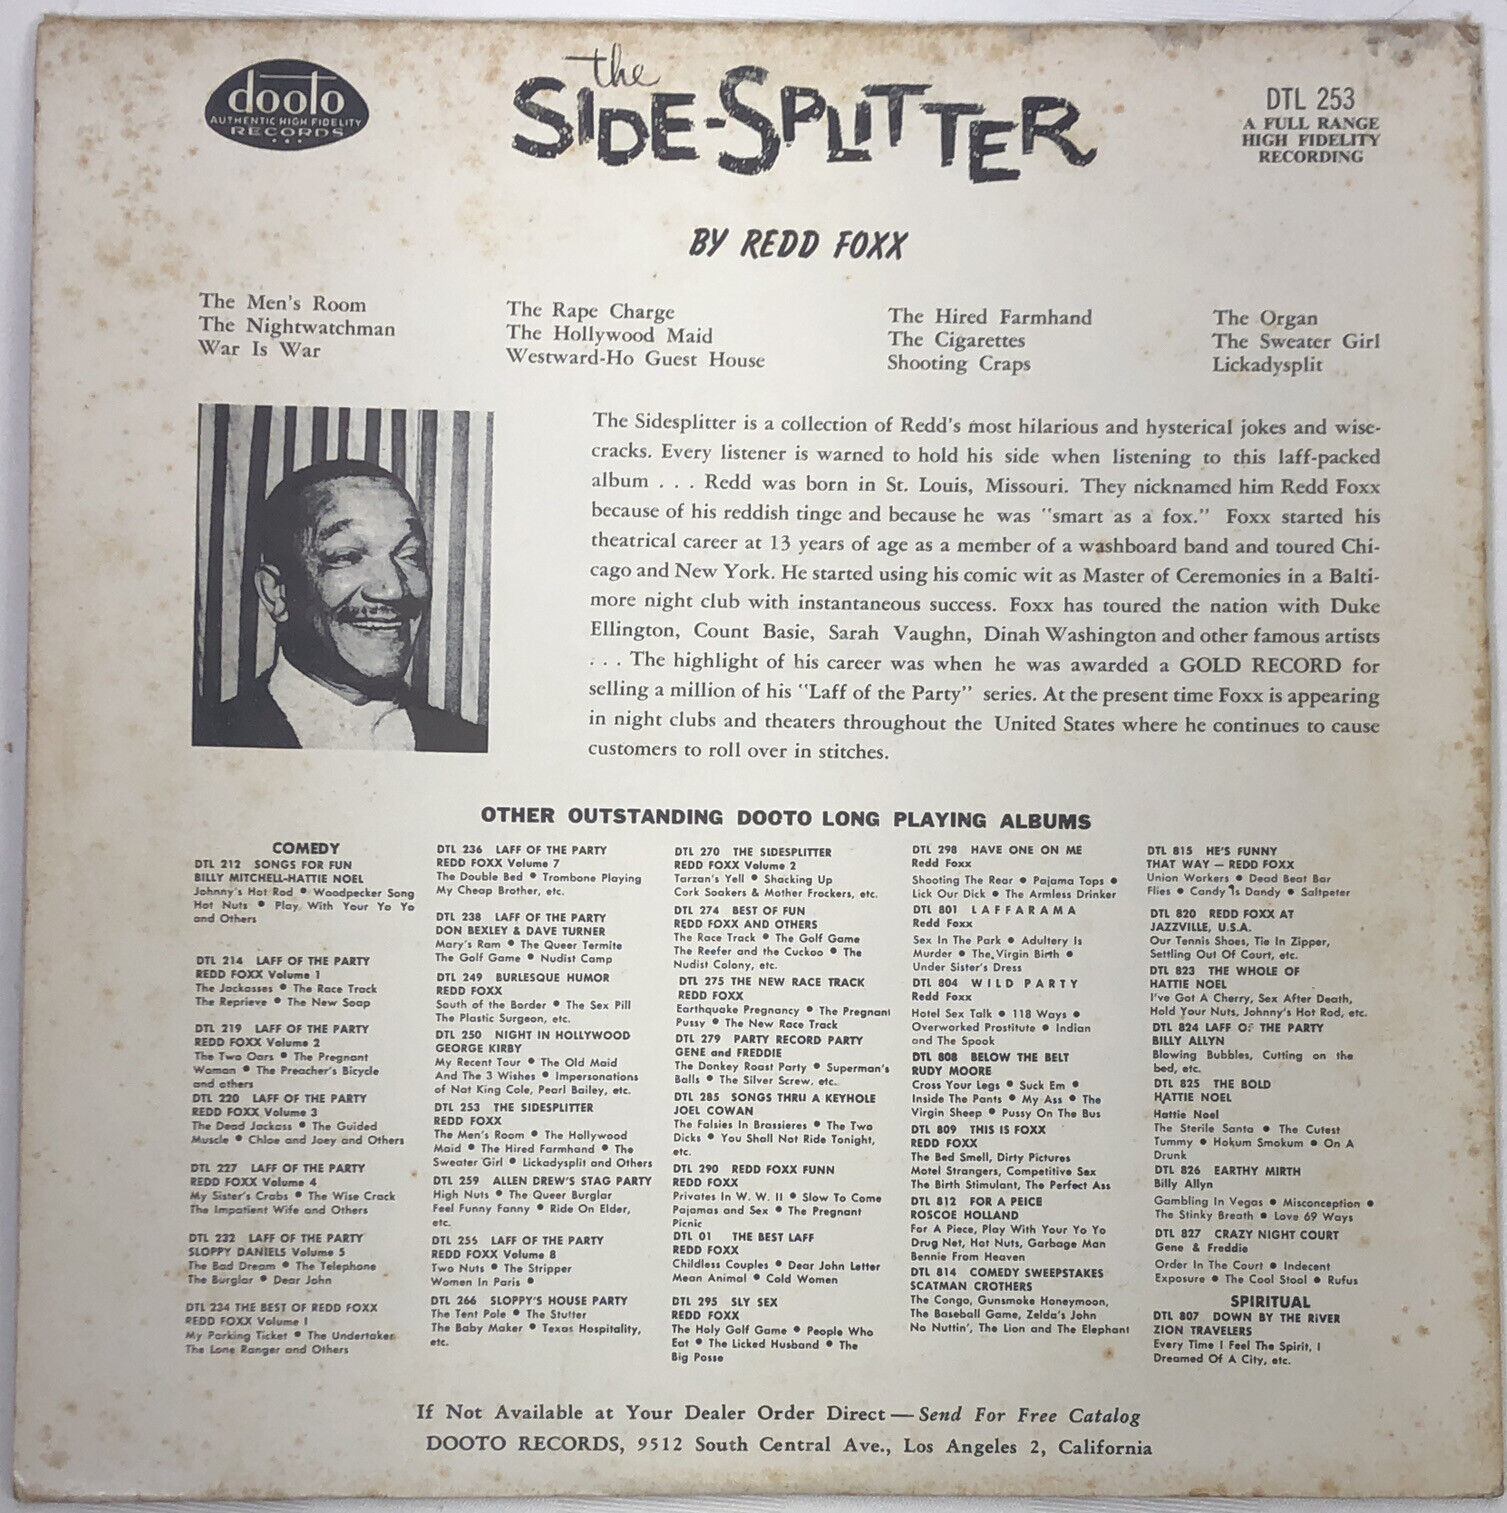 dooto
AUTHENTIC HIGH FIDELITY
RECORDS
the
SIDE-SPLITTER
DTL 253
A FULL RANGE
HIGH FIDELITY
RECORDING
BY REDD FOXX
The Men's Room
The Nightwatchman
War Is War
The Rape Charge
The Hollywood Maid
Westward-Ho Guest House
The Hired Farmhand
The Cigarettes
Shooting Craps
The Organ
The Sweater Girl
Lickadysplit
The Sidesplitter is a collection of Redd's most hilarious and hysterical jokes and wise-
cracks. Every listener is warned to hold his side when listening to this laff-packed
album . . . Redd was born in St. Louis, Missouri. They nicknamed him Redd Foxx
because of his reddish tinge and because he was "smart as a fox." Foxx started his
theatrical career at 13 years of age as a member of a washboard band and toured Chi-
cago and New York. He started using his comic wit as Master of Ceremonies in a Balti-
more night club with instantaneous success. Foxx has toured the nation with Duke
Ellington, Count Basie, Sarah Vaughn, Dinah Washington and other famous artists
. . . The highlight of his career was when he was awarded a GOLD RECORD for
selling a million of his "Laff of the Party" series. At the present time Foxx is appearing
in night clubs and theaters throughout the United States where he continues to cause
customers to roll over in stitches.
OTHER OUTSTANDING DOOTO LONG PLAYING ALBUMS
COMEDY
DTL 212 SONGS FOR FUN
BILLY MITCHELL-HATTIE NOEL
Johnny's Hot Rod • Woodpecker Song
Hot Nuts • Play With Your Yo Yo
and Others
DTL 214 LAFF OF THE PARTY
REDD FOXX Volume 1
The Jackasses • The Race Track
The Reprieve • The New Soap
DTL 219 LAFF OF THE PARTY
REDD FOXX Volume 2
The Two Oars • The Pregnant
Woman • The Preacher's Bicycle
and others
DTL 220 LAFF OF THE PARTY
REDD FOXX Volume 3
The Dead Jackass • The Guided
Muscle • Chloe and Joey and Others
DTL 227 LAFF OF THE PARTY
REDD FOXX Volume 4
My Sister's Crabs • The Wise Crack
The Impatient Wife and Others
DTL 232 LAFF OF THE PARTY
SLOPPY DANIELS Volume 5
The Bad Dream • The Telephone
The Burglar • Dear John
DTL 234 THE BEST OF REDD FOXX
REDD FOXX Volume I
My Parking Ticket • The Undertaker
The Lone Ranger and Others
DTL 236 LAFF OF THE PARTY
REDD FOXX Volume 7
The Double Bed • Trombone Playing
My Cheap Brother, etc.
DTL 238 LAFF OF THE PARTY
DON BEXLEY & DAVE TURNER
Mary's Ram • The Queer Termite
The Golf Game • Nudist Camp
DTL 249 BURLESQUE HUMOR
REDD FOXX
South of the Border • The Sex Pill
The Plastic Surgeon, etc.
DTL 250 NIGHT IN HOLLYWOOD
GEORGE KIRBY
My Recent Tour • The Old Maid
And The 3 Wishes • Impersonations
of Nat King Cole, Pearl Bailey, etc.
DTL 253 THE SIDESPLITTER
REDD FOXX
The Men's Room • The Hollywood
Maid • The Hired Farmhand • The
Sweater Girl • Lickadysplit and Others
DTL 259 ALLEN DREW'S STAG PARTY
High Nuts • The Queer Burglar
Feel Funny Fanny • Ride On Elder,
etc.
DTL 255 LAFF OF THE PARTY
REDD FOXX Volume 8
Two Nuts • The Stripper
Women In Paris •
DTL 266 SLOPPY'S HOUSE PARTY
The Tent Pole • The Stutter
The Baby Maker • Texas Hospitality,
etc.
DTL 270 THE SIDESPLITTER
REDD FOXX Volume 2
Tarzan's Yell • Shacking Up
Cork Soakers & Mother Frockers, etc.
DTL 274 BEST OF FUN
REDD FOXX AND OTHERS
The Race Track • The Golf Game
The Reefer and the Cuckoo • The
Nudist Colony, etc.
DTL 275 THE NEW RACE TRACK
REDD FOXX
Earthquake Pregnancy • The Pregnant
Pussy • The New Race Track
DTL 279 PARTY RECORD PARTY
GENE and FREDDIE
The Donkey Roast Party • Superman's
Balls • The Silver Screw, etc.
DTL 285 SONGS THRU A KEYHOLE
JOEL COWAN
The Falsies In Brassieres • The Two
Dicks • You Shall Not Ride Tonight,
etc.
DTL 290 REDD FOXX FUNN
REDD FOXX
Privates In W. W. II • Slow To Come
Pajamas and Sex • The Pregnant
Picnic
DTL 01 THE BEST LAFF
REDD FOXX
Childless Couples • Dear John Letter
Mean Animal • Cold Women
DTL 295 SLY SEX
REDD FOXX
The Holy Golf Game • People Who
Eat • The Licked Husband • The
Big Posse
DTL 298 HAVE ONE ON ME
Redd Foxx
Shooting The Rear • Pajama Tops •
Lick Our Dick • The Armless Drinker
DTL 801 LAFFARAMA
Redd Foxx
Sex In The Park • Adultery Is
Murder • The Virgin Birth •
Under Sister's Dress
DTL 804 WILD PARTY
Redd Foxx
Hotel Sex Talk • 118 Ways •
Overworked Prostitute • Indian
and The Spook
DTL 808 BELOW THE BELT
RUDY MOORE
Cross Your Legs • Suck Em •
Inside The Pants • My Ass • The
Virgin Sheep • Pussy On The Bus
DTL 809 THIS IS FOXX
REDD FOXX
The Bed Smell, Dirty Pictures
Motel Strangers, Competitive Sex
The Birth Stimulant, The Perfect Ass
DTL 812 FOR A PEICE
ROSCOE HOLLAND
For A Piece, Play With Your Yo Yo
Drug Net, Hot Nuts, Garbage Man
Bennie From Heaven
DTL 814 COMEDY SWEEPSTAKES
SCATMAN CROTHERS
The Congo, Gunsmoke Honeymoon,
The Baseball Game, Zelda's John
No Nuttin', The Lion and The Elephant
DTL 815 HE'S FUNNY
THAT WAY — REDD FOXX
Union Workers • Dead Beat Bar
Flies • Candy Is Dandy • Saltpeter
DTL 820 REDD FOXX AT
JAZZVILLE, U.S.A.
Our Tennis Shoes, Tie In Zipper,
Settling Out Of Court, etc.
DTL 823 THE WHOLE OF
HATTIE NOEL
I've Got A Cherry, Sex After Death,
Hold Your Nuts, Johnny's Hot Rod, etc.
DTL 824 LAFF OF THE PARTY
BILLY ALLYN
Blowing Bubbles, Cutting on the
bed, etc.
DTL 825 THE BOLD
HATTIE NOEL
Hattie Noel
The Sterile Santa • The Cutest
Tummy • Hokum Smokum • On A
Drunk
DTL 826 EARTHY MIRTH
Billy Allyn
Gambling In Vegas • Misconception •
The Stinky Breath • Love 69 Ways
DTL 827 CRAZY NIGHT COURT
Gene & Freddie
Order In The Court • Indecent
Exposure • The Cool Stool • Rufus
SPIRITUAL
DTL 807 DOWN BY THE RIVER
ZION TRAVELERS
Every Time I Feel The Spirit, I
Dreamed Of A City, etc.
If Not Available at Your Dealer Order Direct — Send For Free Catalog
DOOTO RECORDS, 9512 South Central Ave., Los Angeles 2, California